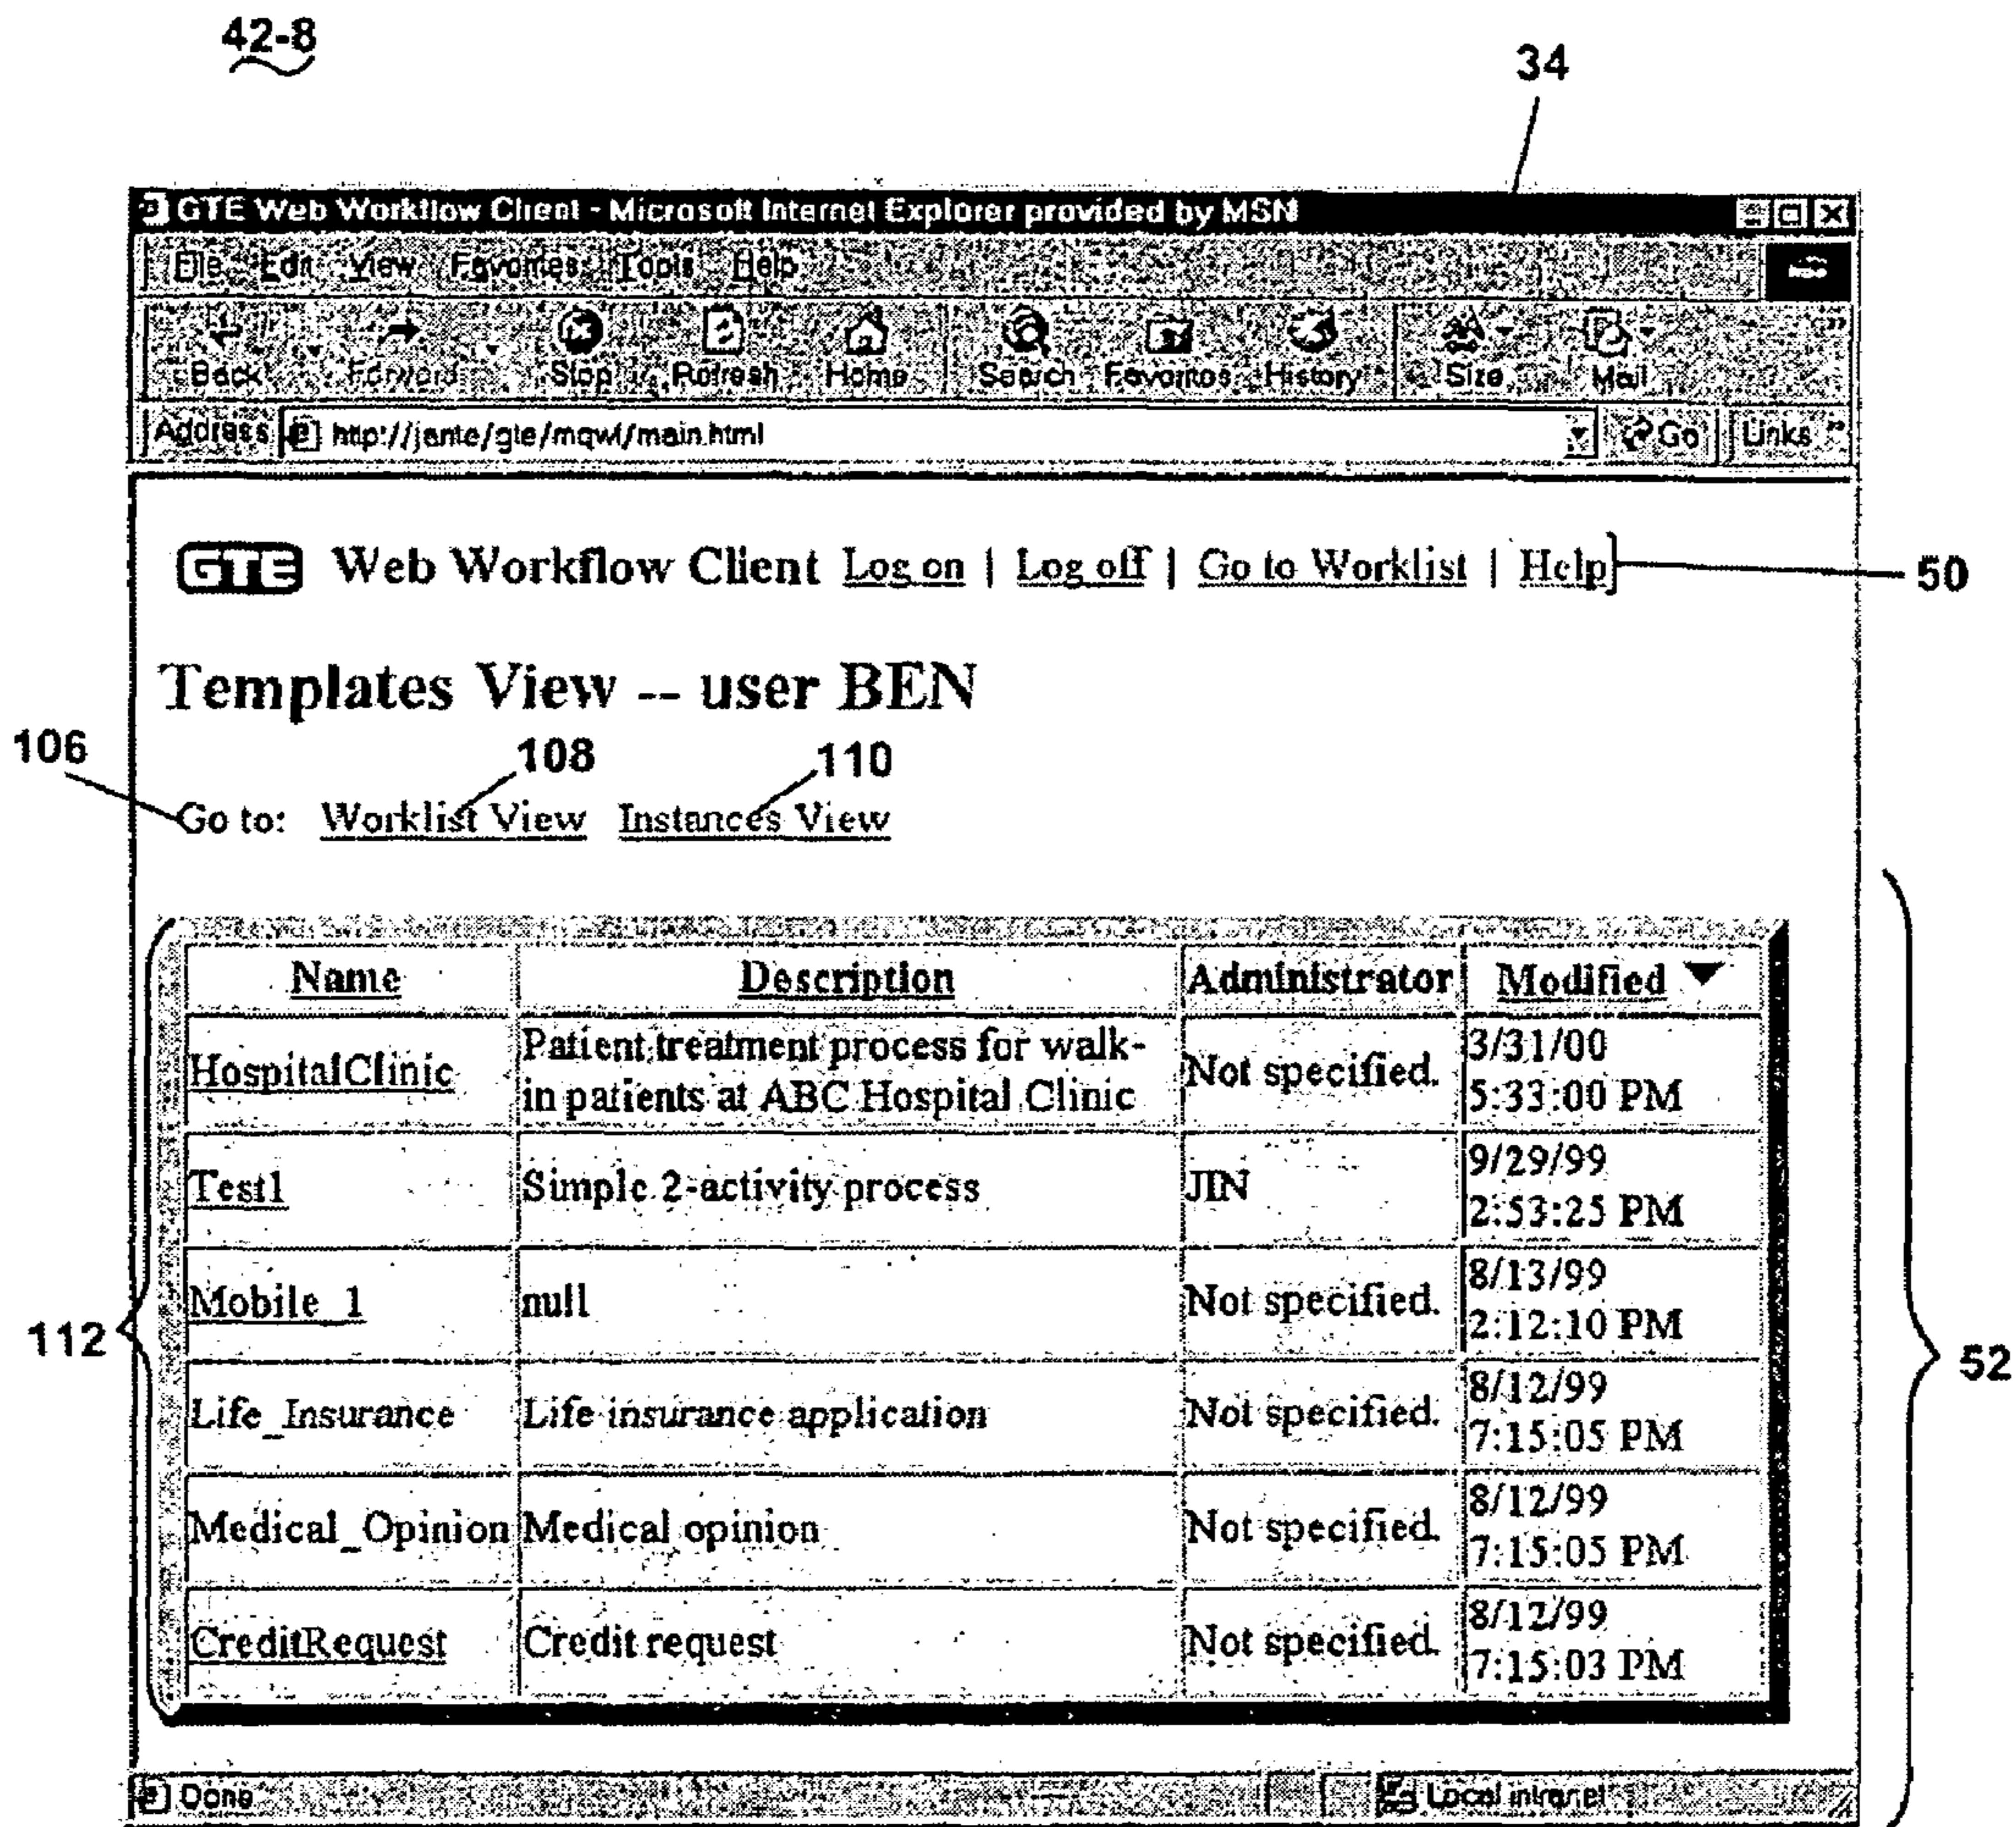 42-8
34
GTE Web Workflow Client - Microsoft Internet Explorer provided by MSN
File Edit View Favorites Tools Help
Back Forward Stop Refresh Home Search Favorites History Size Mail »
Address http://jante/gte/mqwf/main.html Go Links »
GTE Web Workflow Client Log on | Log off | Go to Worklist | Help
50
Templates View -- user BEN
106
108
110
Go to: Worklist View Instances View
Name Description Administrator Modified ▼
HospitalClinic Patient treatment process for walk-
in patients at ABC Hospital Clinic Not specified. 3/31/00
5:33:00 PM
Test1 Simple 2-activity process JIN 9/29/99
2:53:25 PM
Mobile_1 null Not specified. 8/13/99
2:12:10 PM
112
52
Life_Insurance Life insurance application Not specified. 8/12/99
7:15:05 PM
Medical_Opinion Medical opinion Not specified. 8/12/99
7:15:05 PM
CreditRequest Credit request Not specified. 8/12/99
7:15:03 PM
Done Local intranet